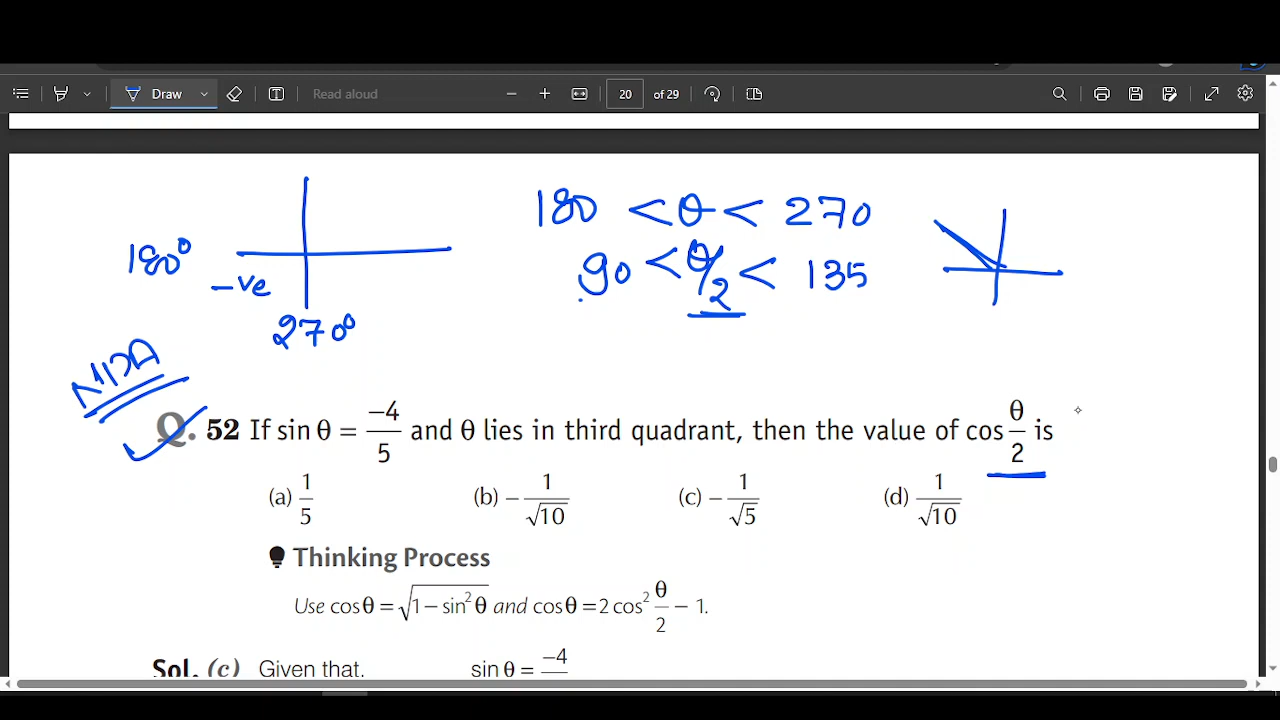 Draw
Read aloud
20 of 29
180 < θ < 270
180°
90 < θ/2 < 135
-ve
270°
NDA
Q. 52 If sin θ = -4/5 and θ lies in third quadrant, then the value of cos θ/2 is
(a) 1/5 (b) - 1/√10 (c) - 1/√5 (d) 1/√10
Thinking Process
Use cos θ = √1 - sin² θ and cos θ = 2 cos² θ/2 - 1.
Sol. (c) Given that, sin θ = -4